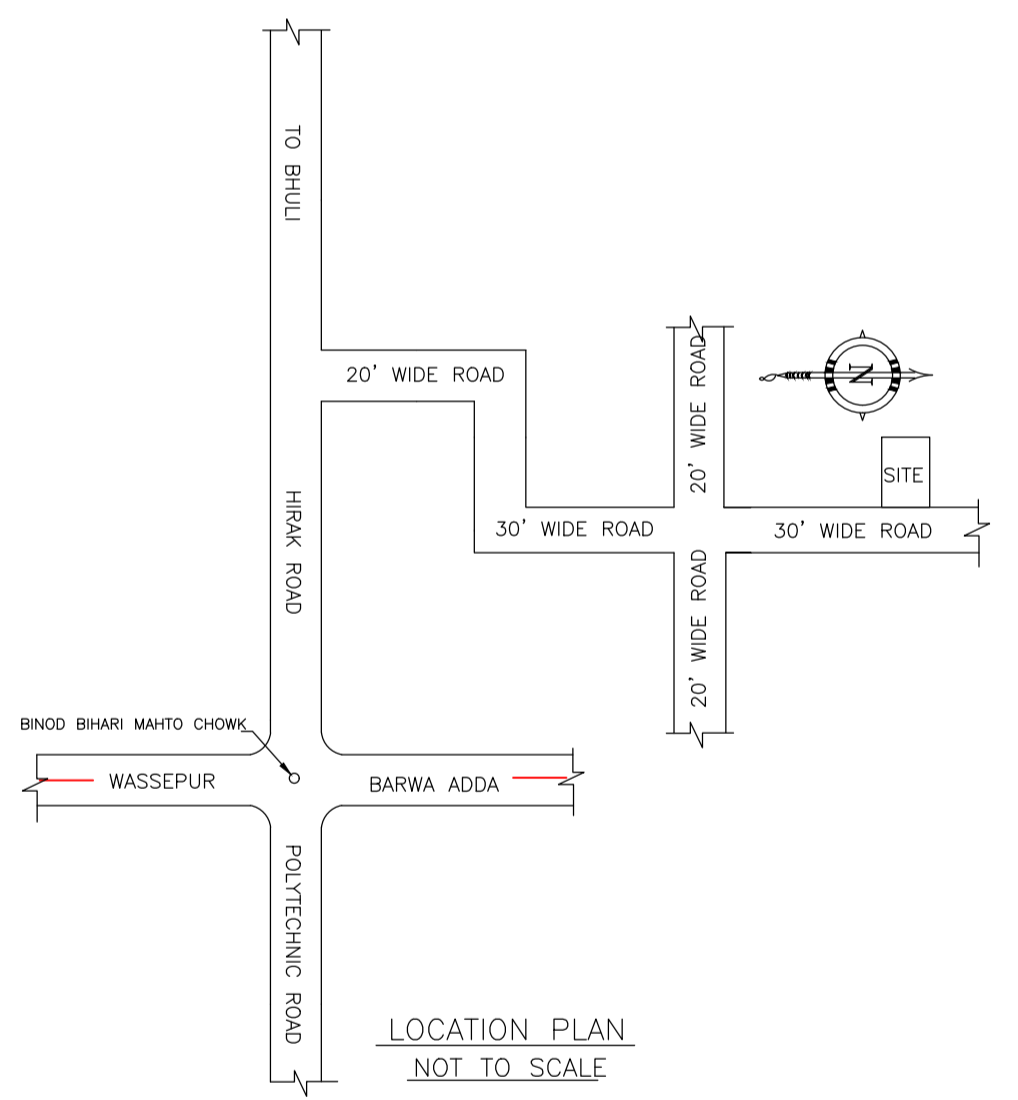 TO BHULI
20' WIDE ROAD
20' WIDE ROAD
N
SITE
HIRAK ROAD
30' WIDE ROAD
30' WIDE ROAD
20' WIDE ROAD
BINOD BIHARI MAHTO CHOWK
WASSEPUR
BARWA ADDA
POLYTECHNIC ROAD
LOCATION PLAN
NOT TO SCALE